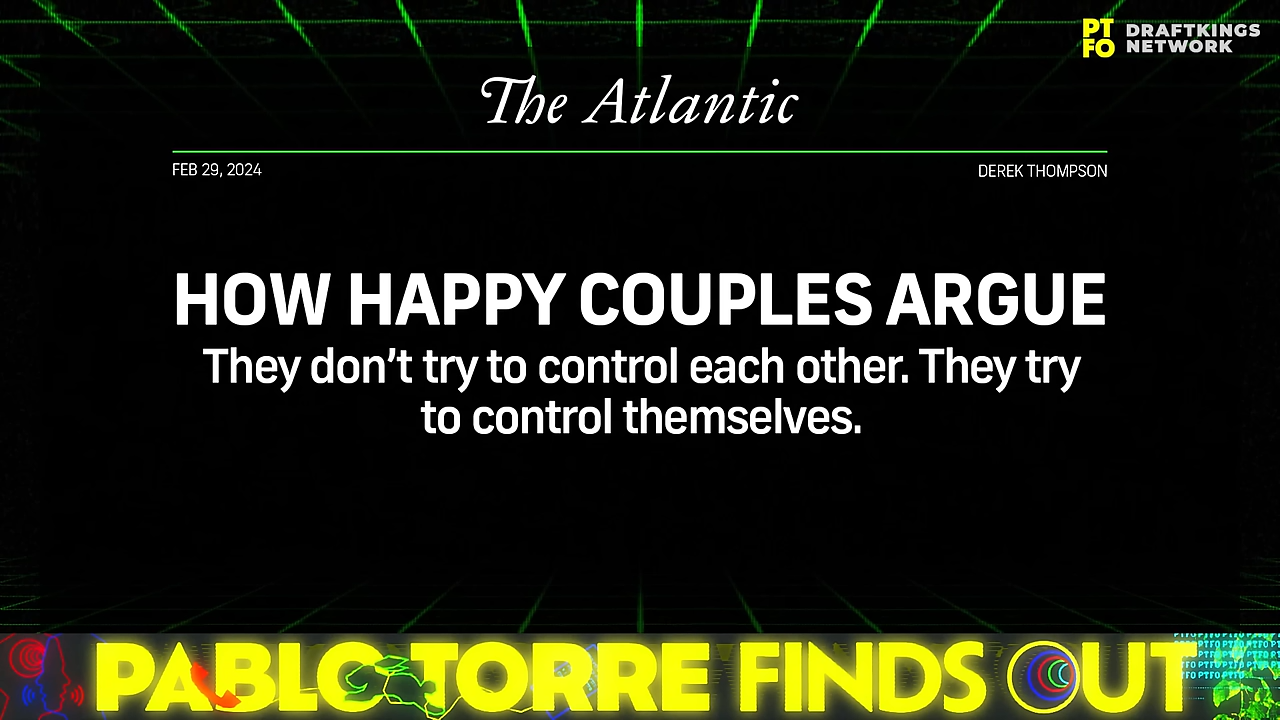 PT
FO
DRAFTKINGS
NETWORK
The Atlantic
FEB 29, 2024
DEREK THOMPSON
HOW HAPPY COUPLES ARGUE
They don’t try to control each other. They try
to control themselves.
PABLO TORRE FINDS OUT